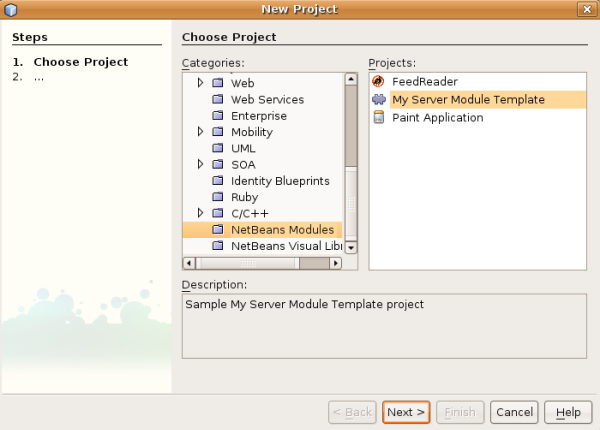 New Project
Steps
1. Choose Project
2. ...
Choose Project
Categories:
Web
Web Services
Enterprise
Mobility
UML
SOA
Identity Blueprints
Ruby
C/C++
NetBeans Modules
NetBeans Visual Libr
Projects:
FeedReader
My Server Module Template
Paint Application
Description:
Sample My Server Module Template project
< Back
Next >
Finish
Cancel
Help